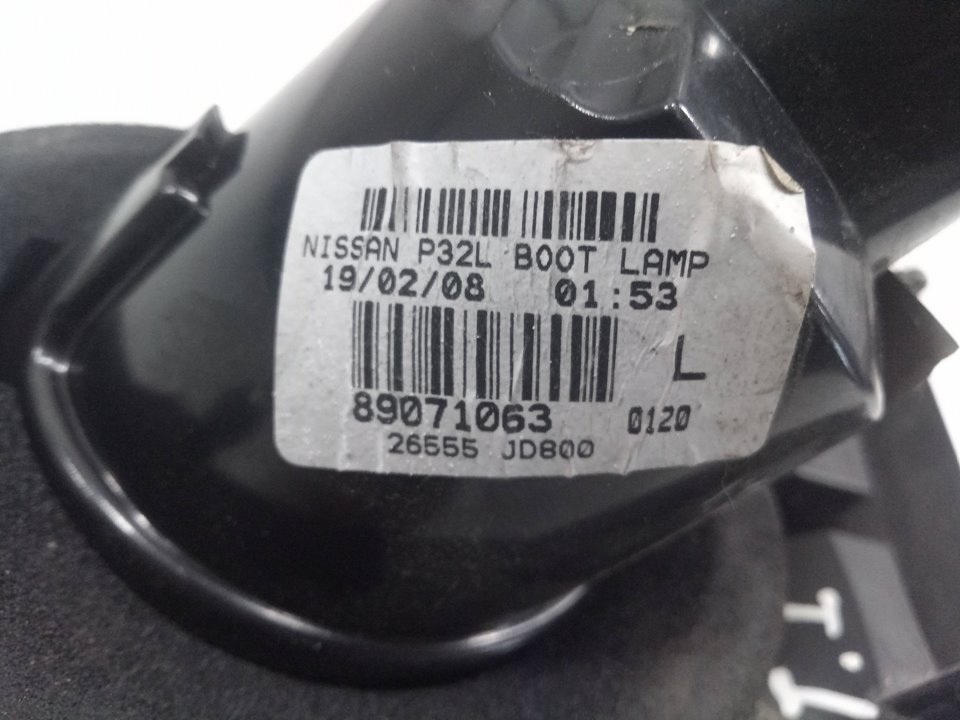 NISSAN P32L BOOT LAMP
19/02/08 01:53
L
89071063 0120
26555 JD800